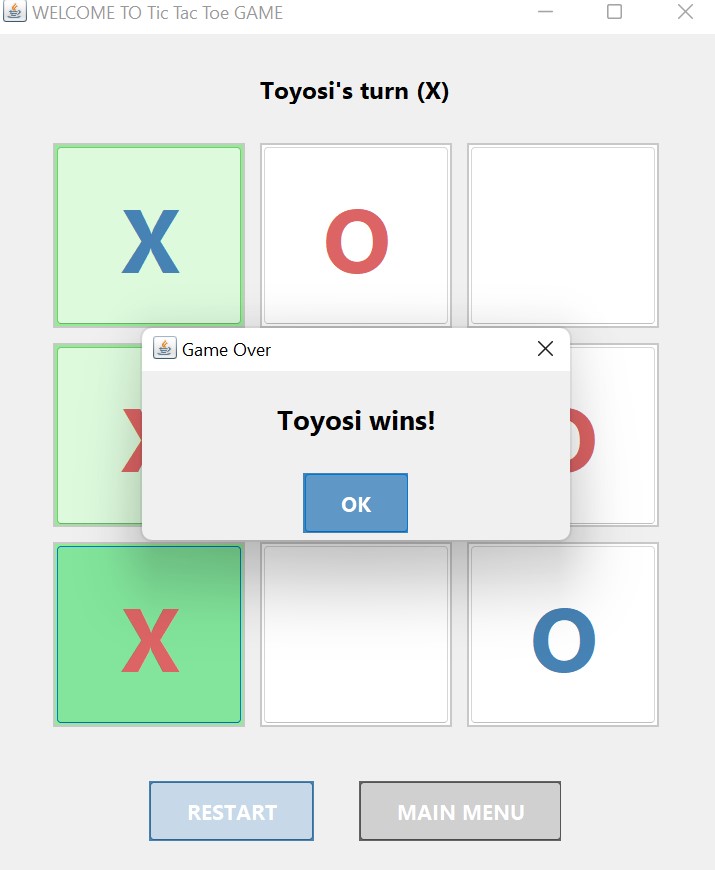 WELCOME TO Tic Tac Toe GAME
Toyosi's turn (X)
X O
Game Over
Toyosi wins!
X O
OK
X O
RESTART MAIN MENU